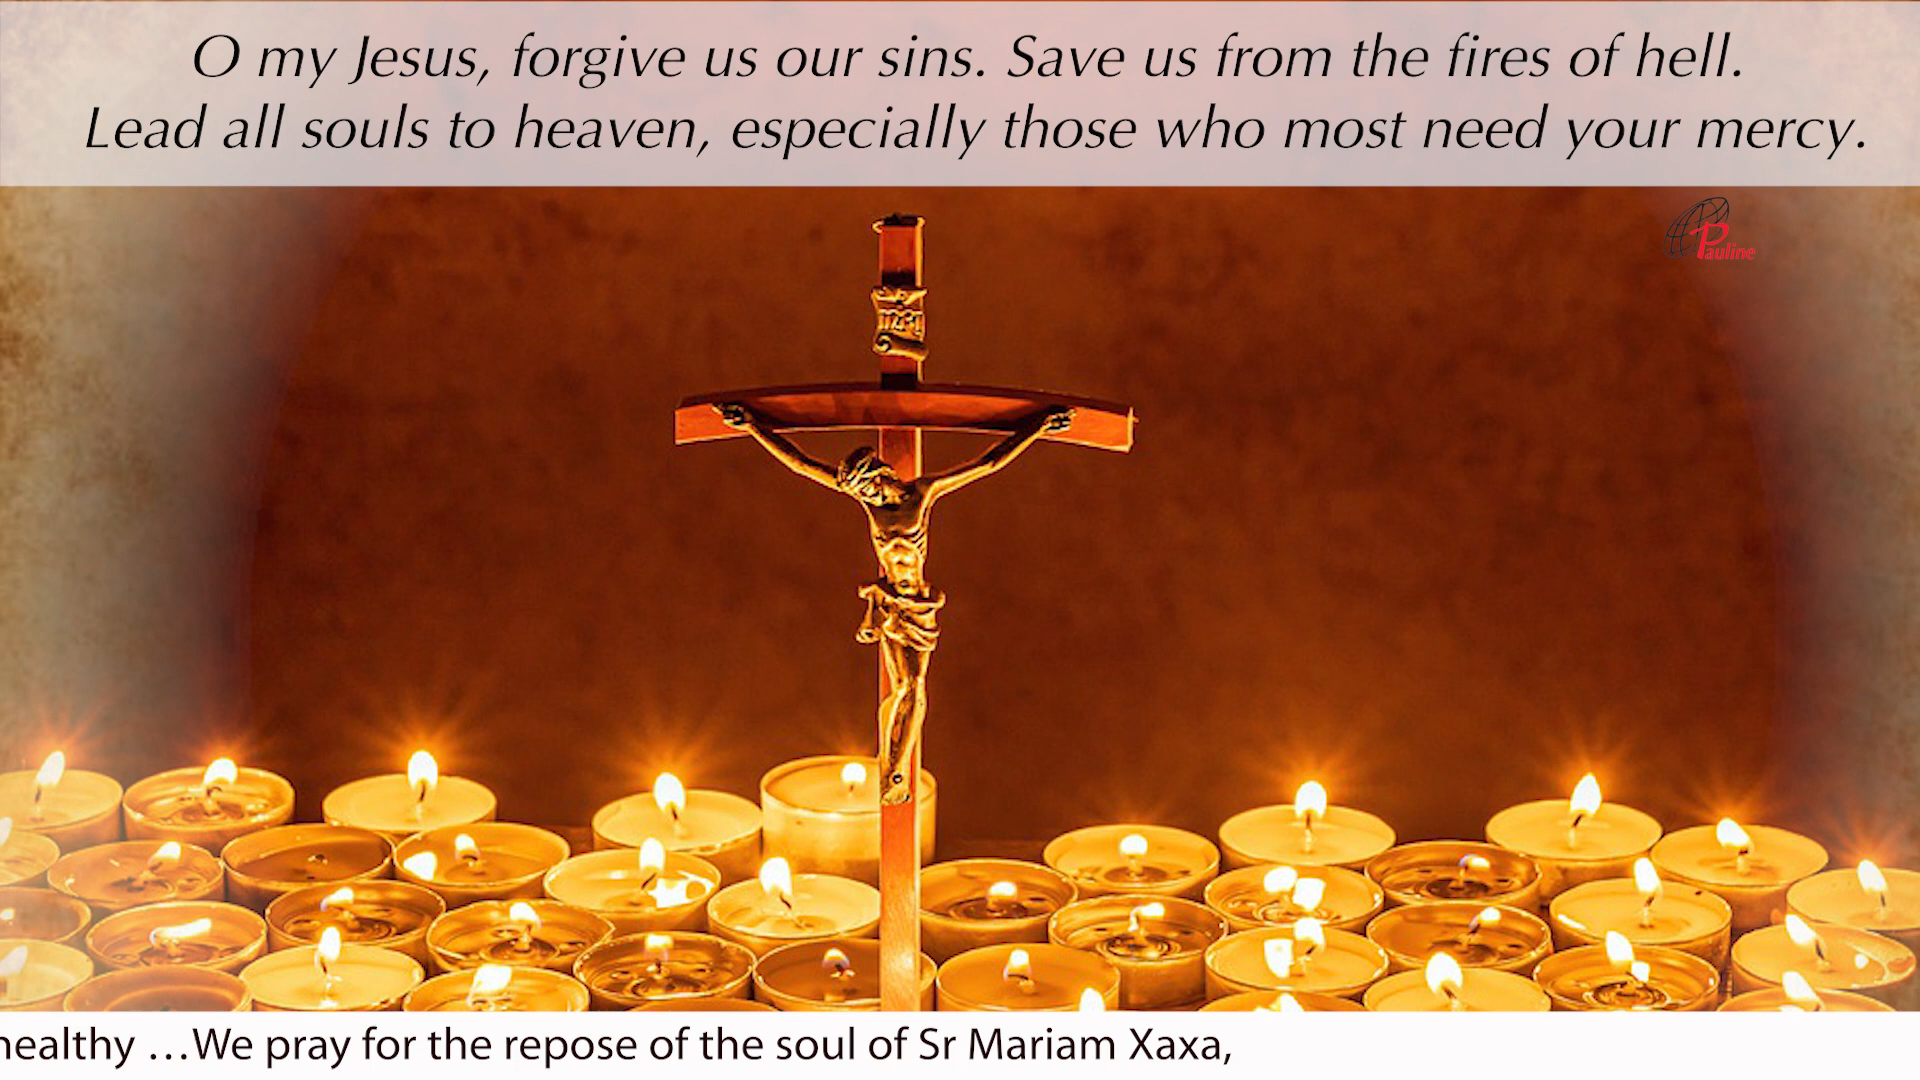 O my Jesus, forgive us our sins. Save us from the fires of hell.
Lead all souls to heaven, especially those who most need your mercy.
Pauline
healthy …We pray for the repose of the soul of Sr Mariam Xaxa,